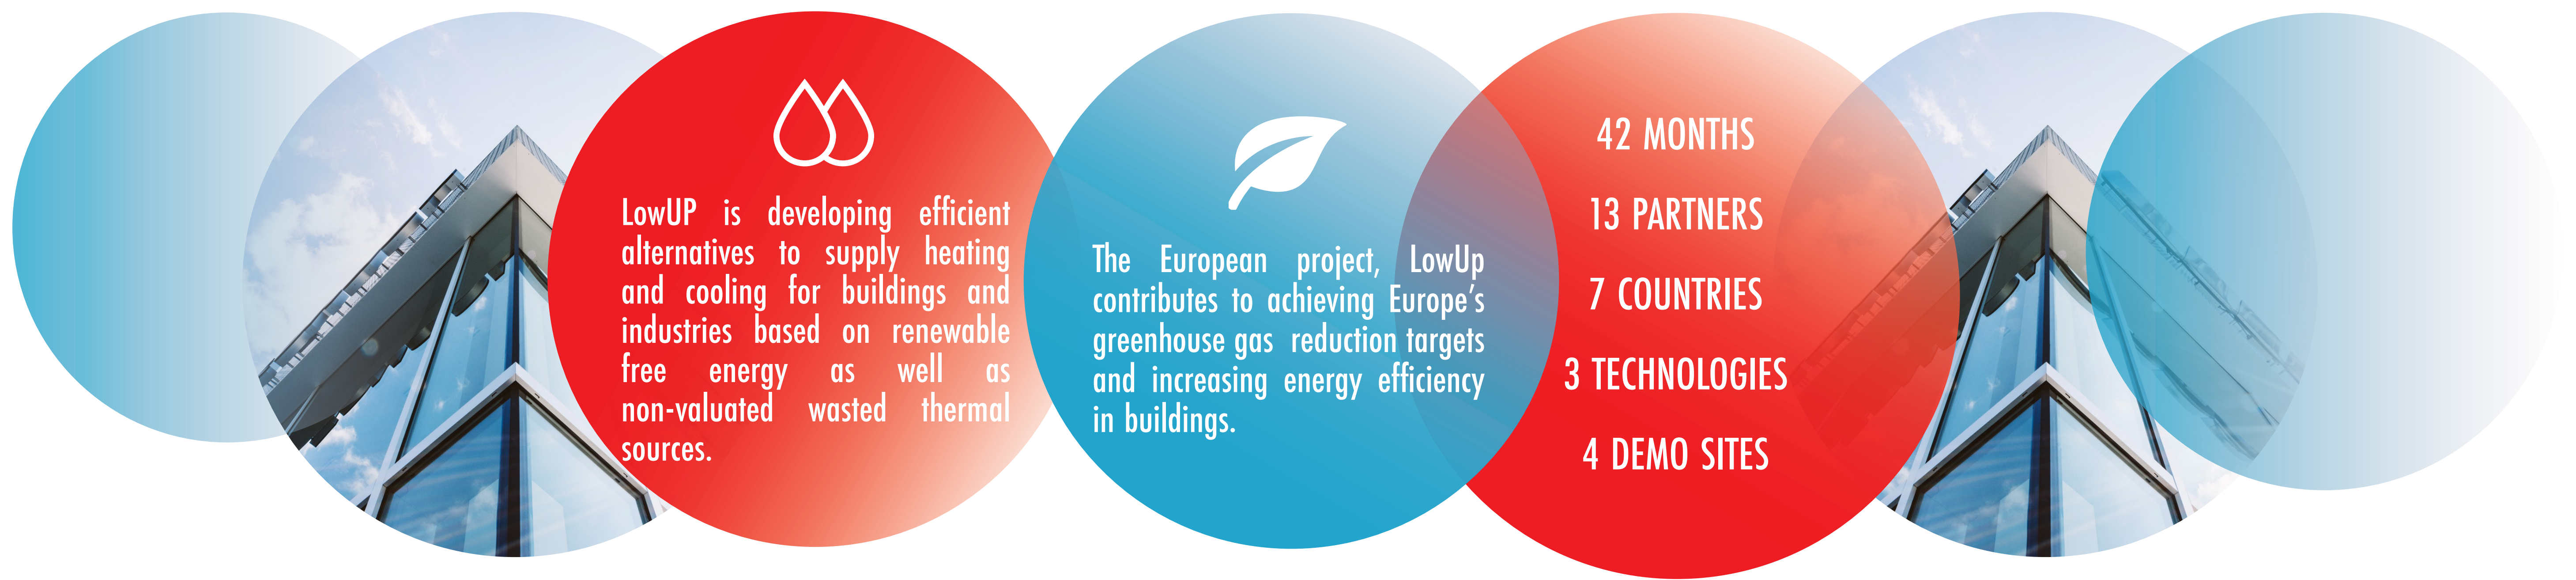 LowUP is developing efficient
alternatives to supply heating
and cooling for buildings and
industries based on renewable
free energy as well as
non-valuated wasted thermal
sources.
The European project, LowUp
contributes to achieving Europe's
greenhouse gas reduction targets
and increasing energy efficiency
in buildings.
42 MONTHS
13 PARTNERS
7 COUNTRIES
3 TECHNOLOGIES
4 DEMO SITES